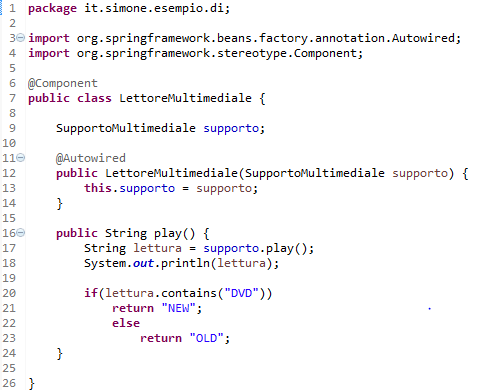 1 package it.simone.esempio.di;
2
3 import org.springframework.beans.factory.annotation.Autowired;
4 import org.springframework.stereotype.Component;
5
6 @Component
7 public class LettoreMultimediale {
8
9     SupportoMultimediale supporto;
10
11     @Autowired
12     public LettoreMultimediale(SupportoMultimediale supporto) {
13         this.supporto = supporto;
14     }
15
16     public String play() {
17         String lettura = supporto.play();
18         System.out.println(lettura);
19
20         if(lettura.contains("DVD"))
21             return "NEW";
22             else
23                 return "OLD";
24     }
25
26 }